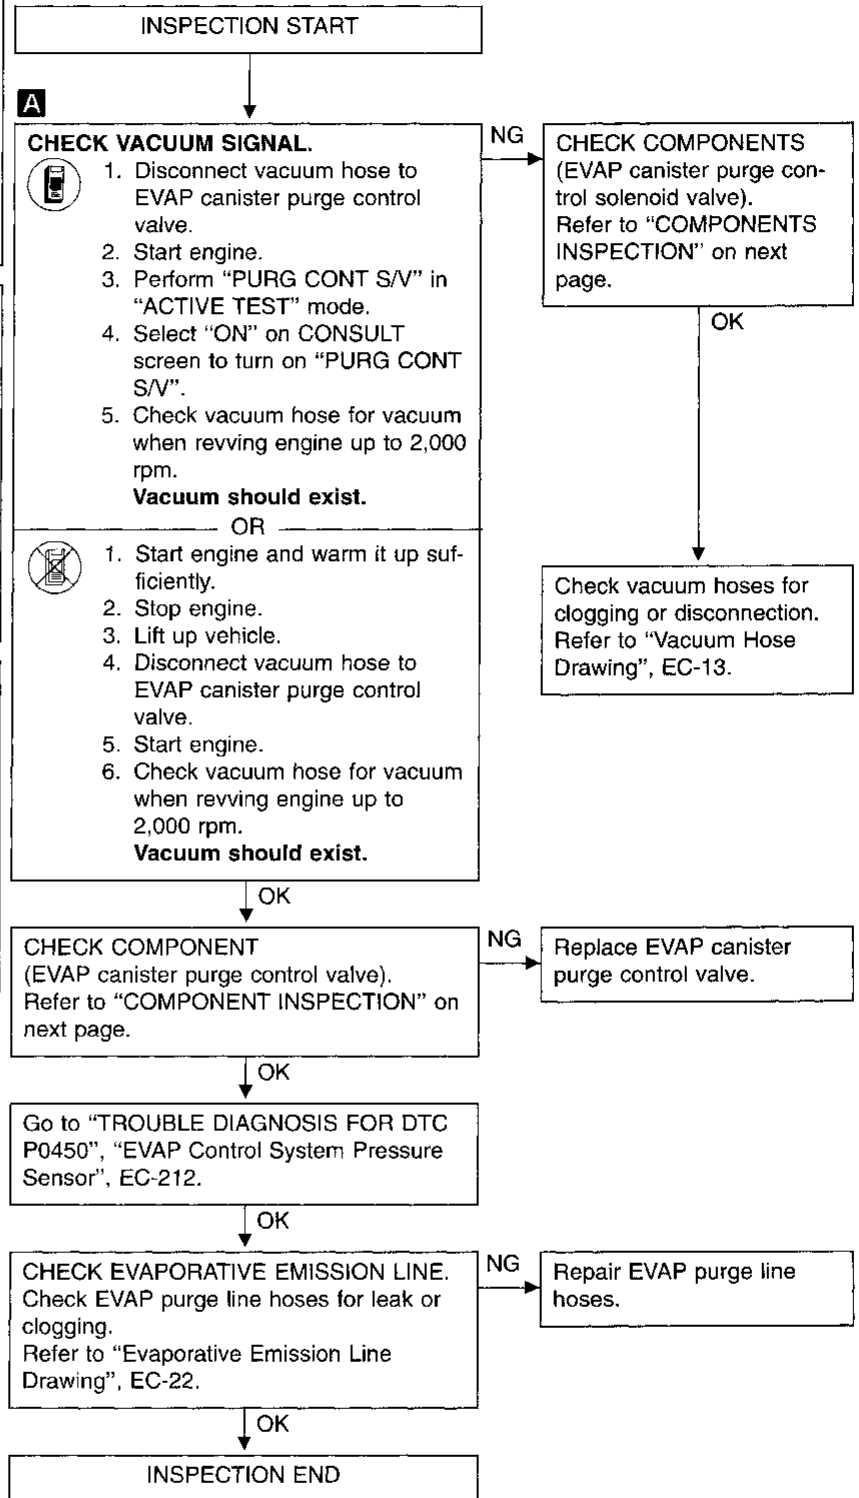 INSPECTION START
A
CHECK VACUUM SIGNAL.
1. Disconnect vacuum hose to
EVAP canister purge control
valve.
2. Start engine.
3. Perform “PURG CONT S/V” in
“ACTIVE TEST” mode.
4. Select “ON” on CONSULT
screen to turn on “PURG CONT
S/V”.
5. Check vacuum hose for vacuum
when revving engine up to 2,000
rpm.
Vacuum should exist.
OR
1. Start engine and warm it up suf-
ficiently.
2. Stop engine.
3. Lift up vehicle.
4. Disconnect vacuum hose to
EVAP canister purge control
valve.
5. Start engine.
6. Check vacuum hose for vacuum
when revving engine up to
2,000 rpm.
Vacuum should exist.
NG
CHECK COMPONENTS
(EVAP canister purge con-
trol solenoid valve).
Refer to “COMPONENTS
INSPECTION” on next
page.
OK
Check vacuum hoses for
clogging or disconnection.
Refer to “Vacuum Hose
Drawing”, EC-13.
OK
CHECK COMPONENT
(EVAP canister purge control valve).
Refer to “COMPONENT INSPECTION” on
next page.
NG
Replace EVAP canister
purge control valve.
OK
Go to “TROUBLE DIAGNOSIS FOR DTC
P0450”, “EVAP Control System Pressure
Sensor”, EC-212.
OK
CHECK EVAPORATIVE EMISSION LINE.
Check EVAP purge line hoses for leak or
clogging.
Refer to “Evaporative Emission Line
Drawing”, EC-22.
NG
Repair EVAP purge line
hoses.
OK
INSPECTION END